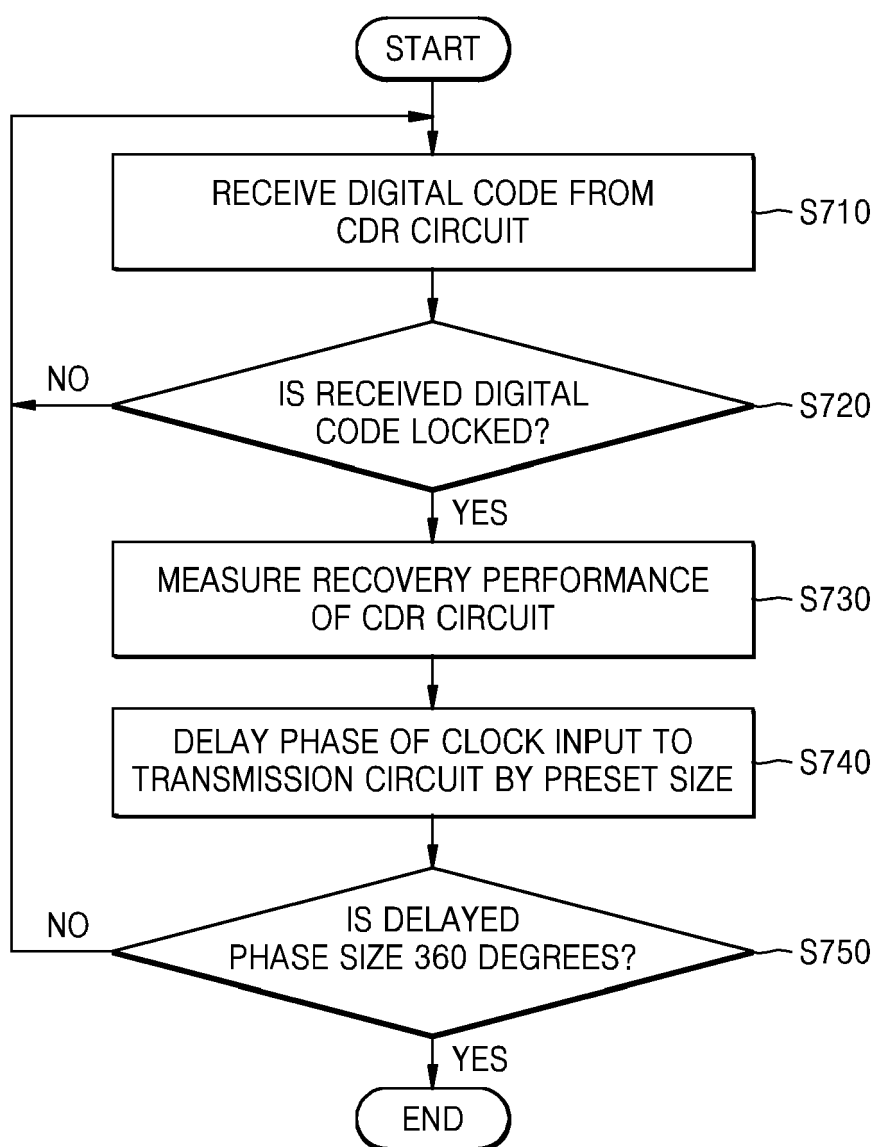 START
RECEIVE DIGITAL CODE FROM
CDR CIRCUIT
S710
NO
IS RECEIVED DIGITAL
CODE LOCKED?
S720
YES
MEASURE RECOVERY PERFORMANCE
OF CDR CIRCUIT
S730
DELAY PHASE OF CLOCK INPUT TO
TRANSMISSION CIRCUIT BY PRESET SIZE
S740
NO
IS DELAYED
PHASE SIZE 360 DEGREES?
S750
YES
END